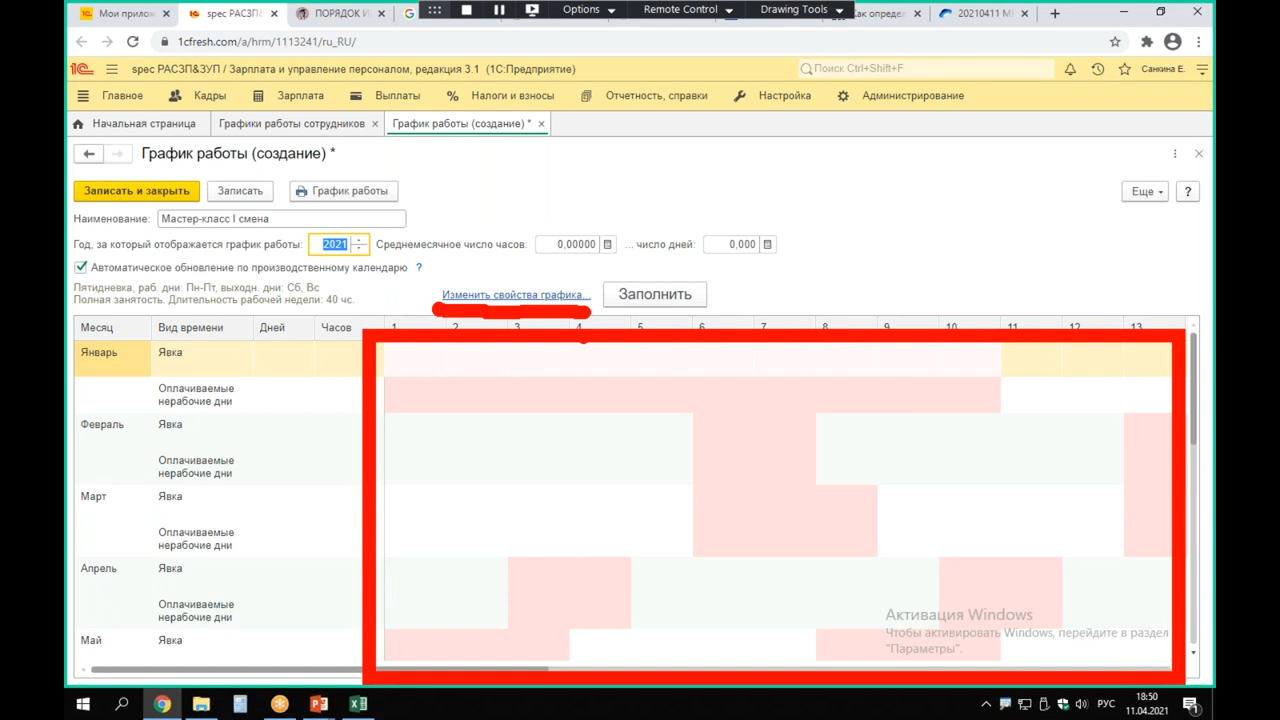 Мои прилож
spec РАСЗП&З
ПОРЯДОК И
Options
Remote Control
Drawing Tools
Как опреде
20210411 М
1cfresh.com/a/hrm/1113241/ru_RU/
spec РАСЗП&ЗУП / Зарплата и управление персоналом, редакция 3.1 (1С:Предприятие)
Поиск Ctrl+Shift+F
Санкина Е.
Главное
Кадры
Зарплата
Выплаты
% Налоги и взносы
Отчетность, справки
Настройка
Администрирование
Начальная страница
Графики работы сотрудников ×
График работы (создание) * ×
График работы (создание) *
Записать и закрыть
Записать
График работы
Еще
?
Наименование: Мастер-класс I смена
Год, за который отображается график работы: 2021 Среднемесячное число часов: 0,00000 ... число дней: 0,000
Автоматическое обновление по производственному календарю ?
Пятидневка, раб. дни: Пн-Пт, выходн. дни: Сб, Вс
Полная занятость. Длительность рабочей недели: 40 чс.
Изменить свойства графика...
Заполнить
Месяц Вид времени Дней Часов 1 2 3 4 5 6 7 8 9 10 11 12 13
Январь Явка
Оплачиваемые
нерабочие дни
Февраль Явка
Оплачиваемые
нерабочие дни
Март Явка
Оплачиваемые
нерабочие дни
Апрель Явка
Оплачиваемые
нерабочие дни
Май Явка
Активация Windows
Чтобы активировать Windows, перейдите в раздел
"Параметры".
РУС
18:50
11.04.2021
1